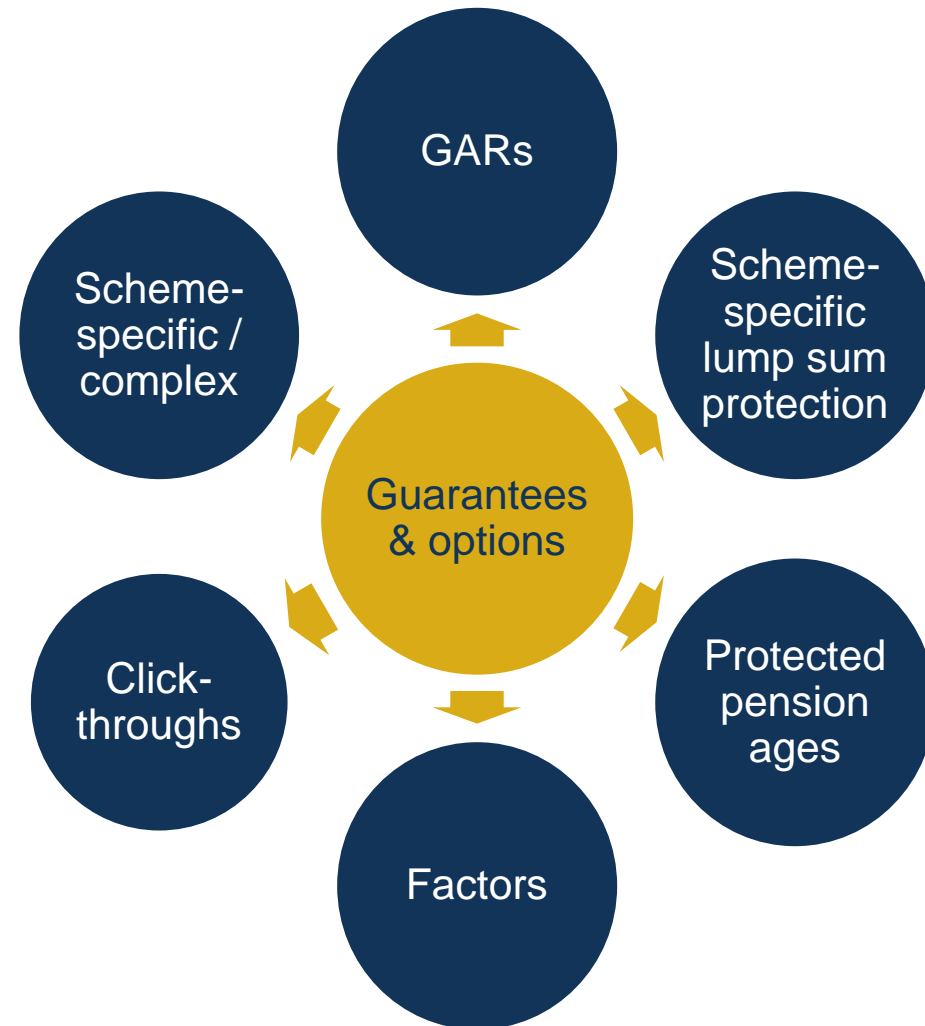 GARs
Scheme-
specific
lump sum
protection
Protected
pension
ages
Factors
Click-
throughs
Scheme-
specific /
complex
Guarantees
& options